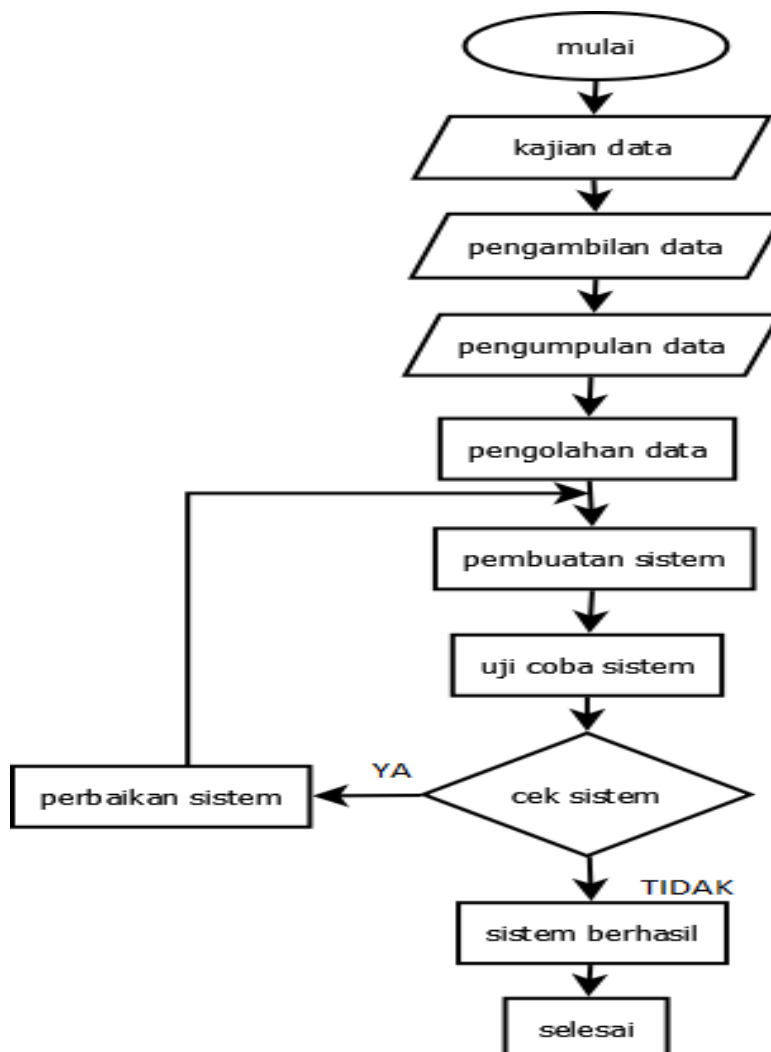 mulai
kajian data
pengambilan data
pengumpulan data
pengolahan data
pembuatan sistem
uji coba sistem
YA
perbaikan sistem
cek sistem
TIDAK
sistem berhasil
selesai